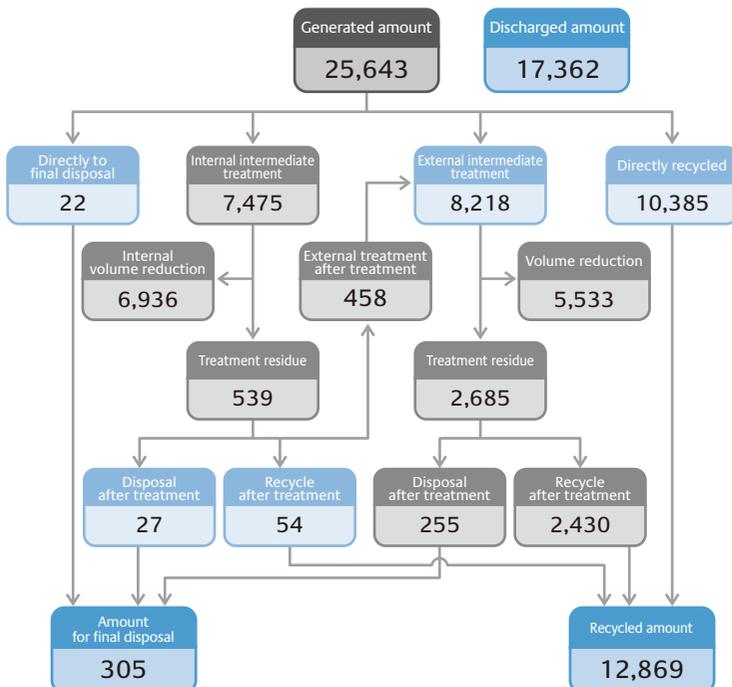 Generated amount
25,643
Discharged amount
17,362
Directly to
final disposal
22
Internal intermediate
treatment
7,475
External intermediate
treatment
8,218
Directly recycled
10,385
Internal
volume reduction
6,936
External treatment
after treatment
458
Volume reduction
5,533
Treatment residue
539
Treatment residue
2,685
Disposal
after treatment
27
Recycle
after treatment
54
Disposal
after treatment
255
Recycle
after treatment
2,430
Amount
for final disposal
305
Recycled amount
12,869